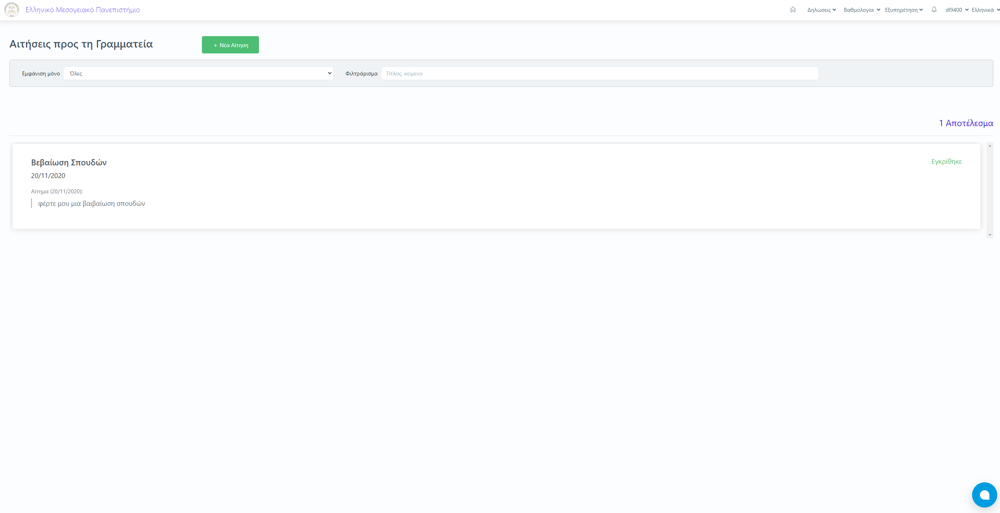 Ελληνικό Μεσογειακό Πανεπιστήμιο
Δηλώσεις Βαθμολογία Εξυπηρέτηση dl9400 Ελληνικά
Αιτήσεις προς τη Γραμματεία
+ Νέα Αίτηση
Εμφάνιση μόνο Όλες Φιλτράρισμα Τίτλος, κείμενο
1 Αποτέλεσμα
Βεβαίωση Σπουδών Εγκρίθηκε
20/11/2020
Αίτημα (20/11/2020):
φέρτε μου μια βαιβαίωση σπουδών